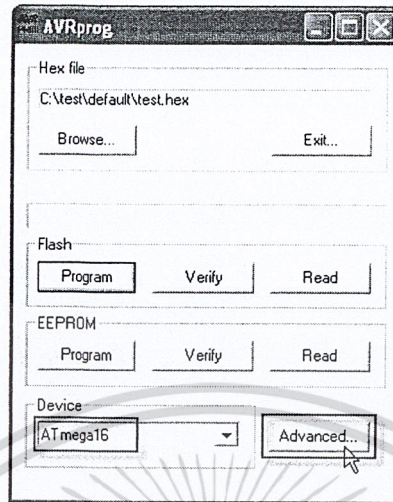 AVRprog
Hex file
C:\test\default\test.hex
Browse... Exit...
Flash
Program Verify Read
EEPROM
Program Verify Read
Device
ATmega16 Advanced...